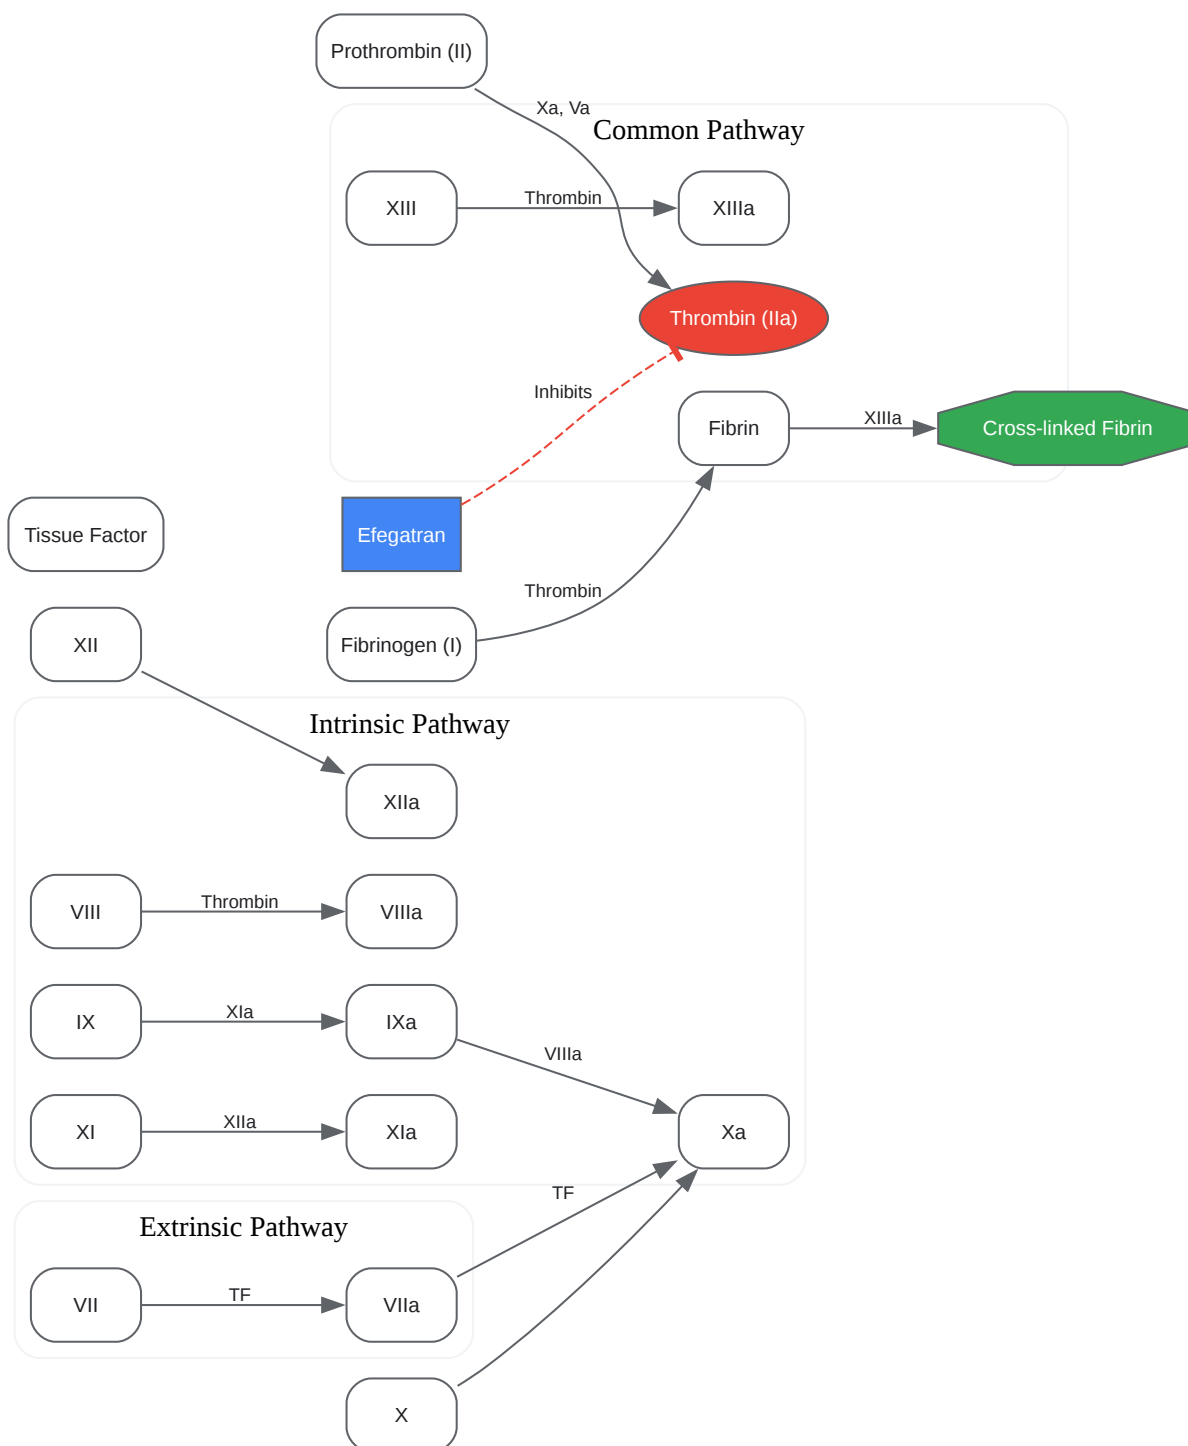 Prothrombin (II)
Xa, Va
Common Pathway
XIII
Thrombin
XIIIa
Thrombin (IIa)
Inhibits
Fibrin
XIIIa
Cross-linked Fibrin
Tissue Factor
Efegatran
Thrombin
XII
Fibrinogen (I)
Intrinsic Pathway
XIIa
VIII
Thrombin
VIIIa
IX
XIa
IXa
VIIIa
XI
XIIa
XIa
Xa
TF
Extrinsic Pathway
VII
TF
VIIa
X